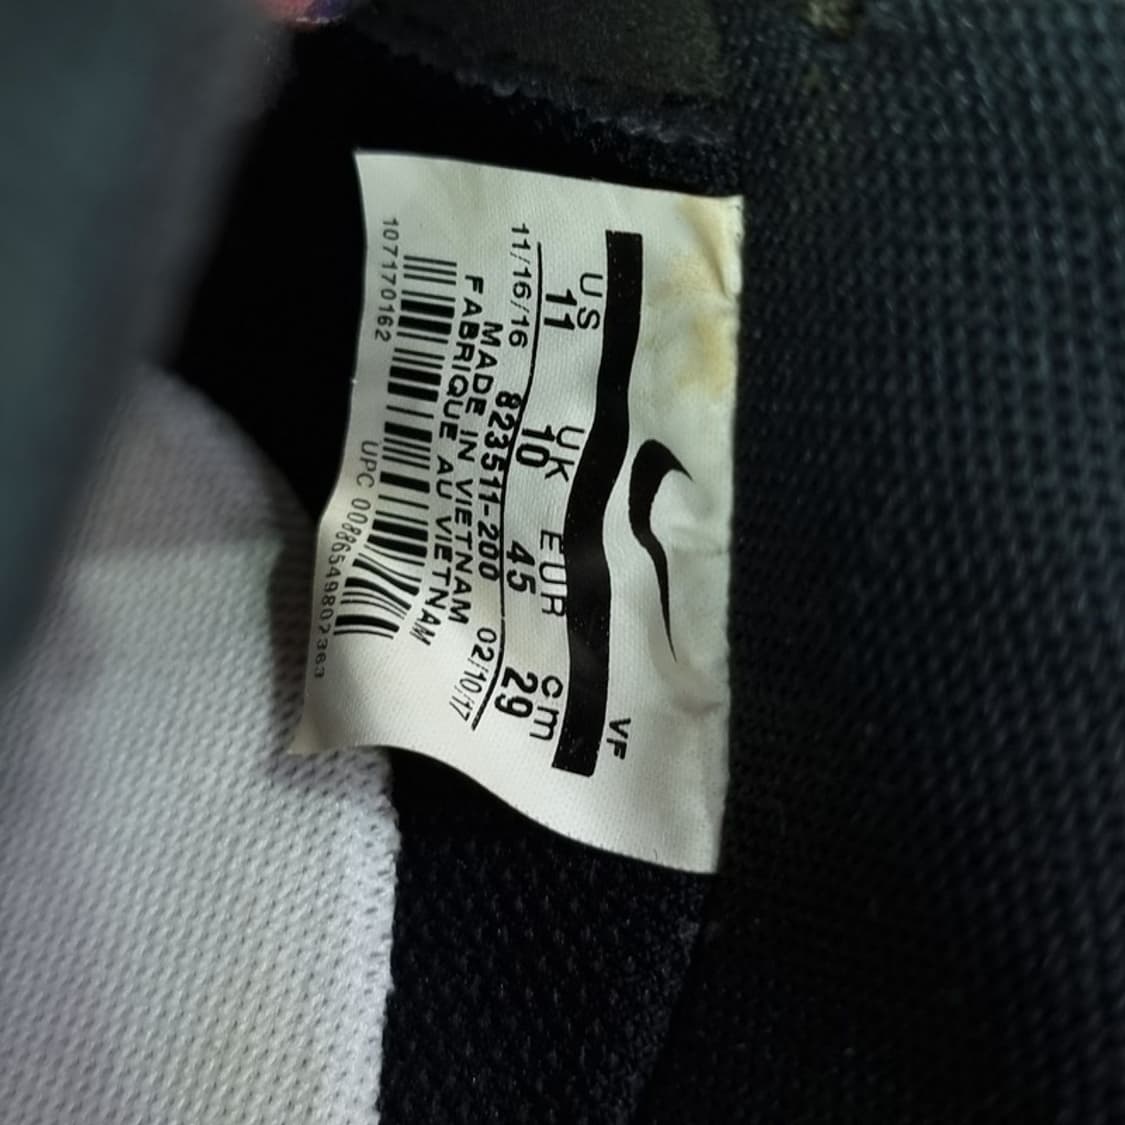 VF
US UK EUR cm
11 10 45 29
11/16/16 823511-200 02/10/17
MADE IN VIETNAM
FABRIQUE AU VIETNAM
107170162
UPC 00886549802363